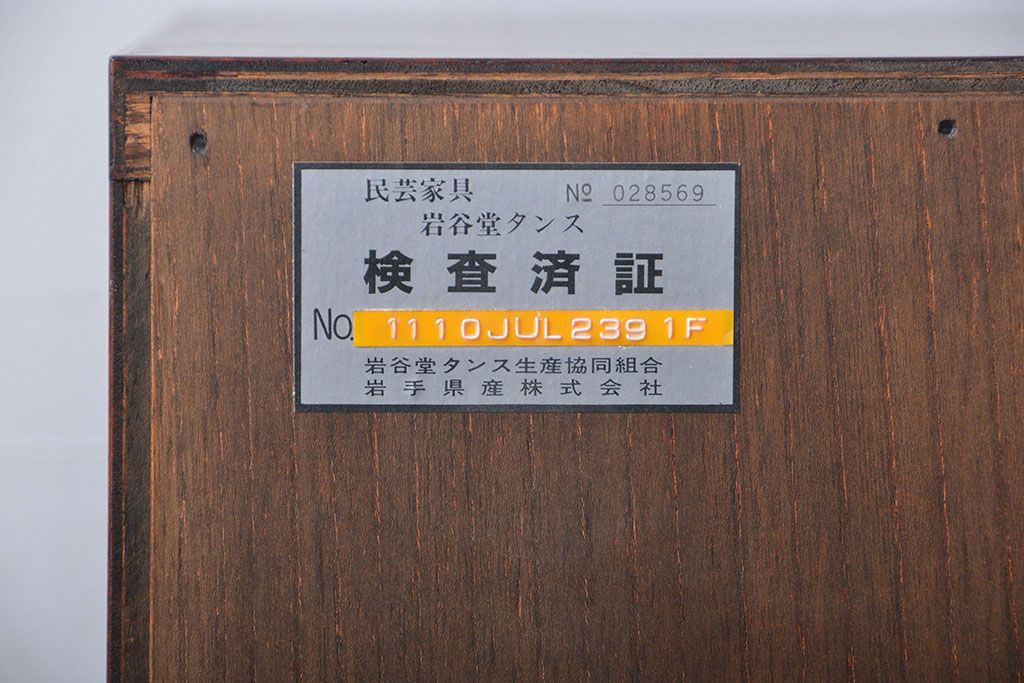 民芸家具 № 028569
岩谷堂タンス
検査済証
No. 1110JUL2391F
岩谷堂タンス生産協同組合
岩手県産株式会社